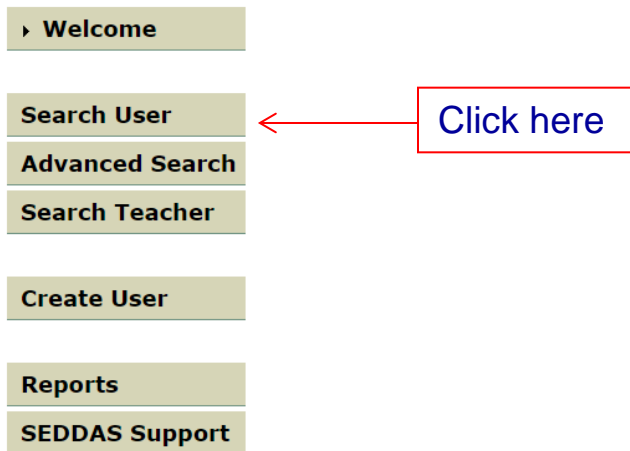 Welcome
Search User
Click here
Advanced Search
Search Teacher
Create User
Reports
SEDDAS Support